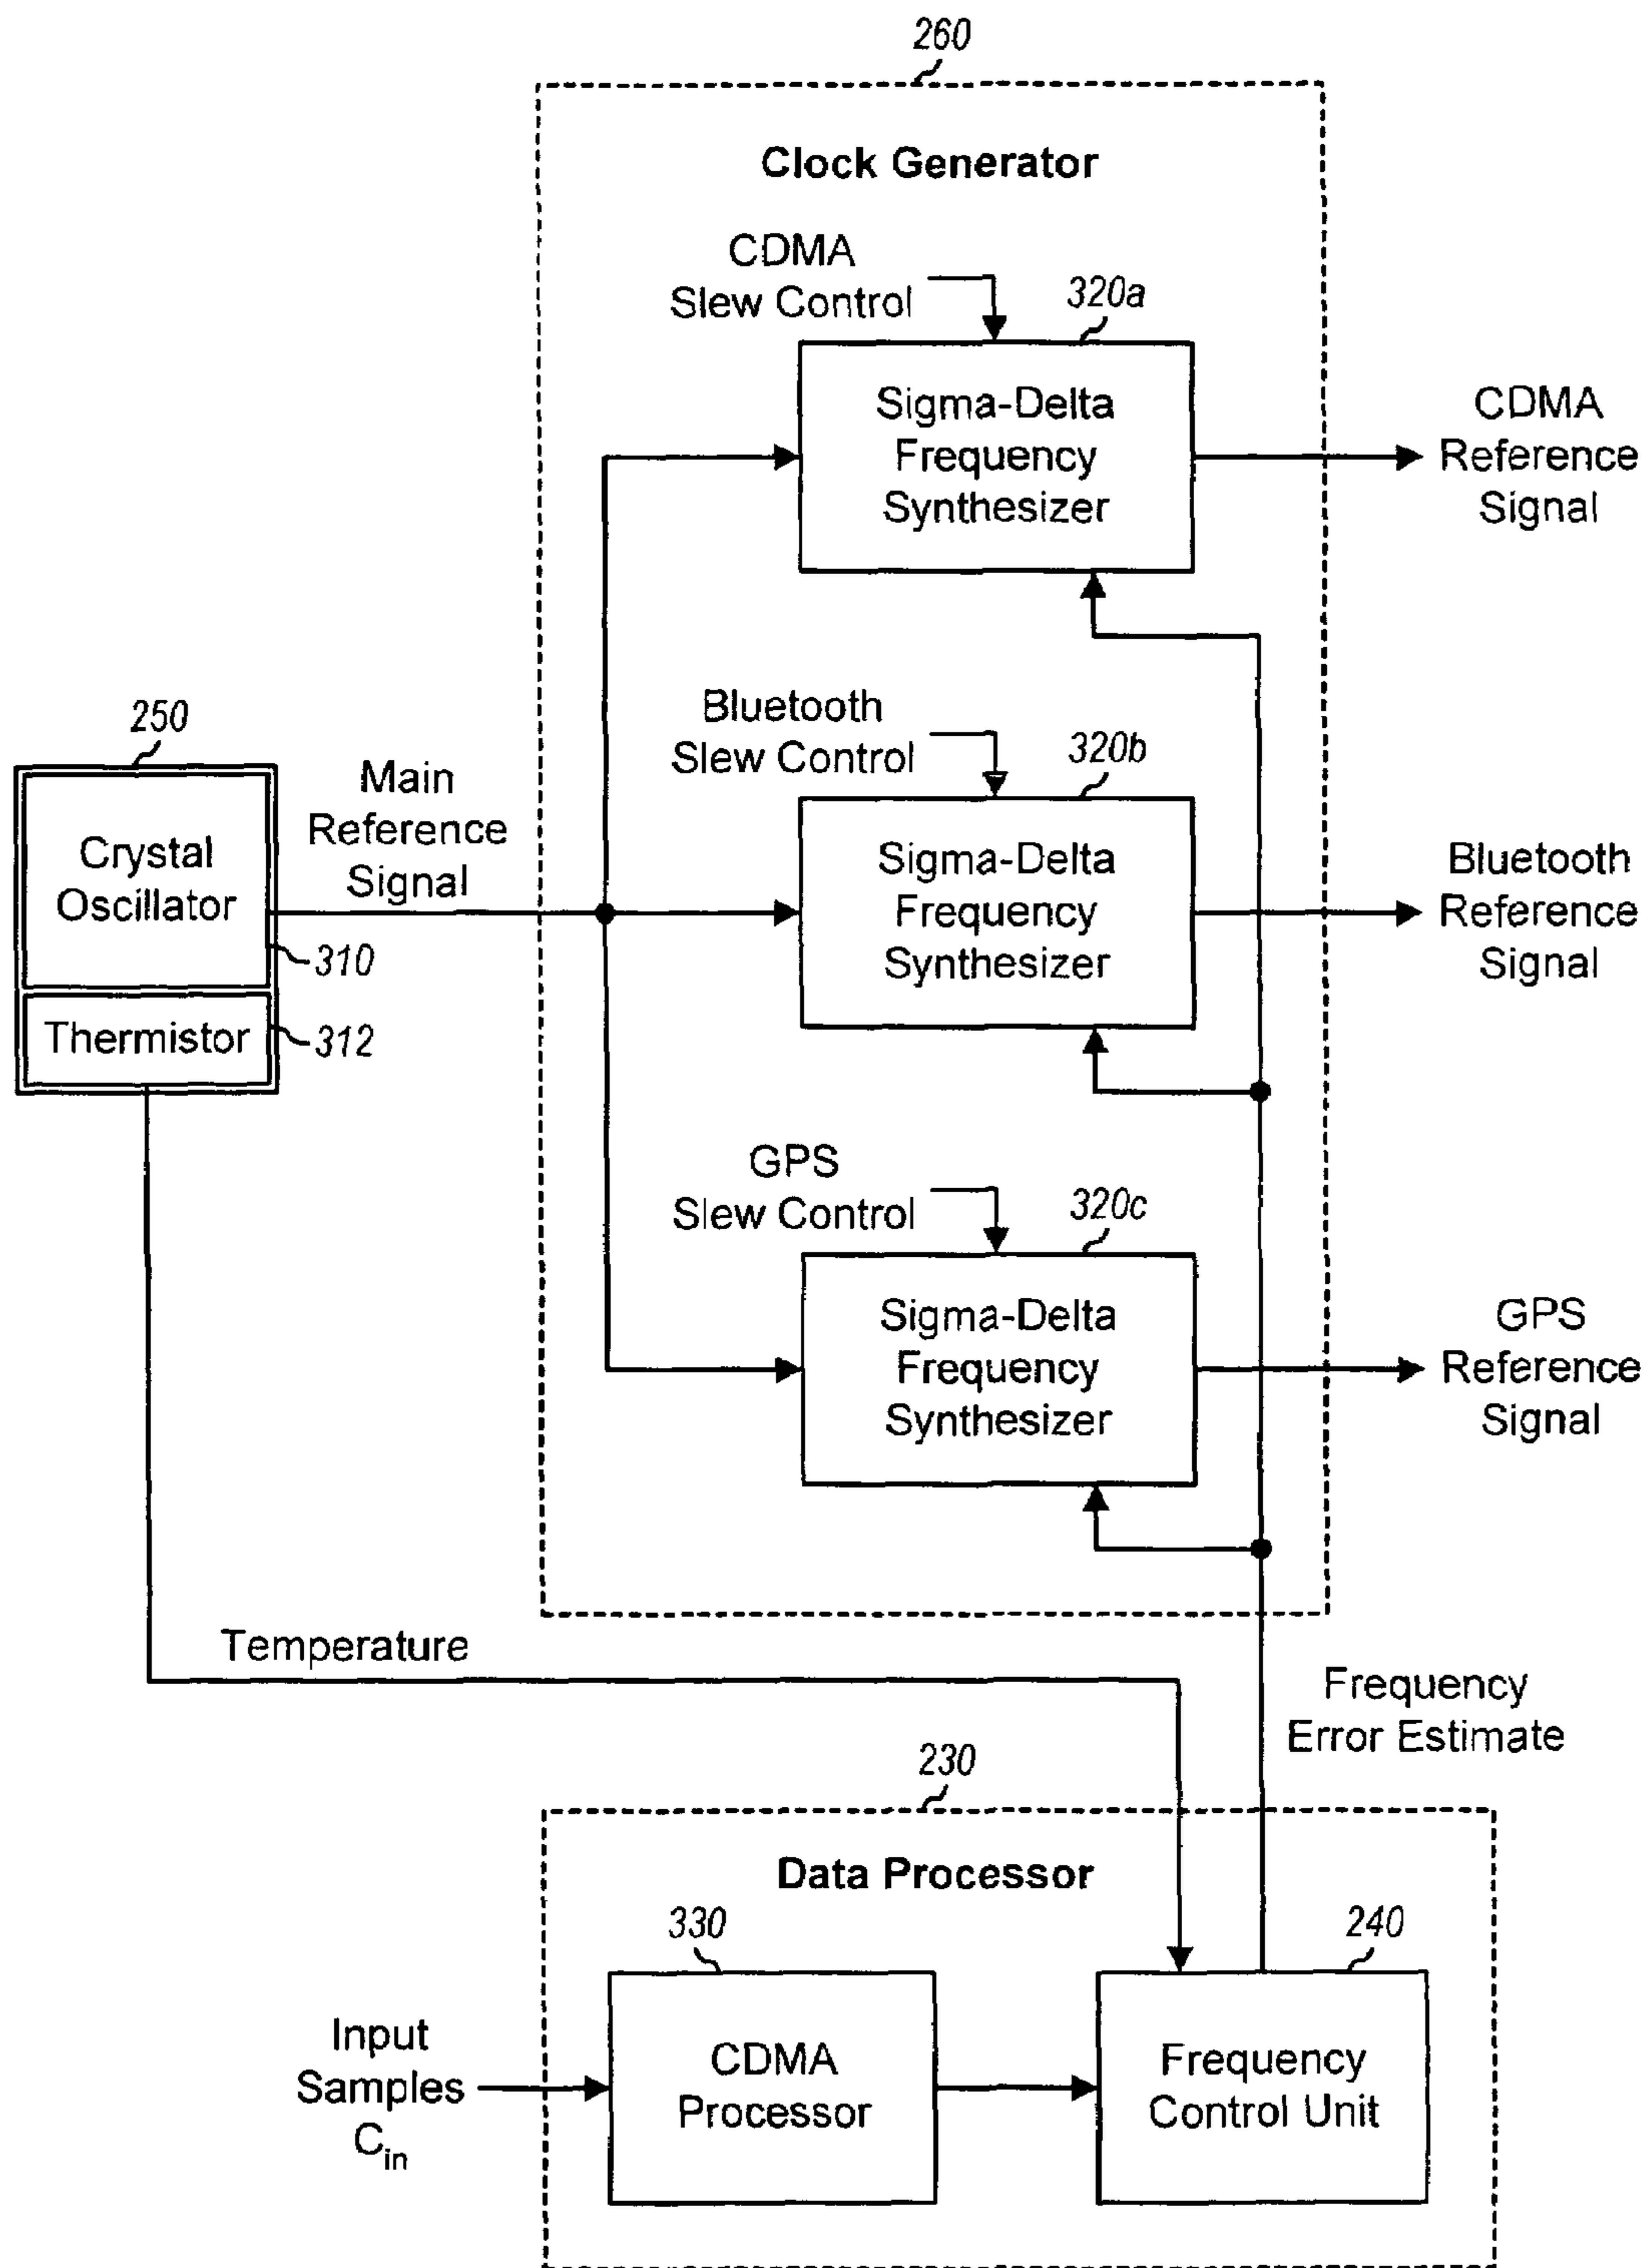 260
Clock Generator
CDMA
Slew Control
320a
Sigma-Delta
Frequency
Synthesizer
CDMA
Reference
Signal
250
Crystal
Oscillator
310
Thermistor
312
Main
Reference
Signal
Bluetooth
Slew Control
320b
Sigma-Delta
Frequency
Synthesizer
Bluetooth
Reference
Signal
GPS
Slew Control
320c
Sigma-Delta
Frequency
Synthesizer
GPS
Reference
Signal
Temperature
Frequency
Error Estimate
230
Data Processor
330
240
Input
Samples
C_in
CDMA
Processor
Frequency
Control Unit